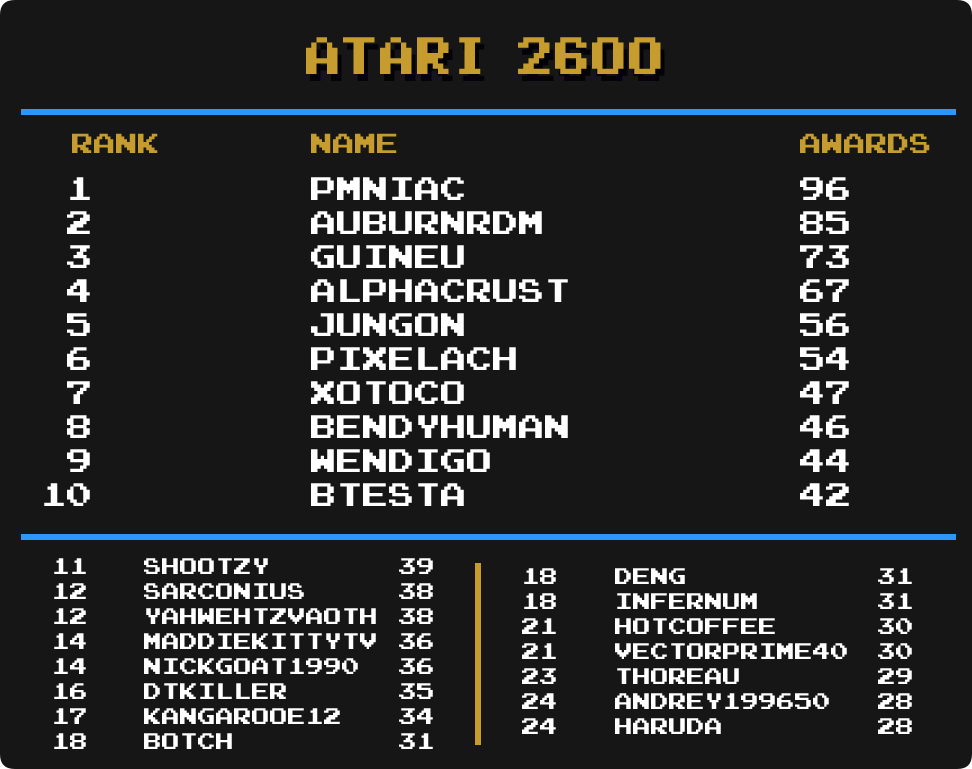 ATARI 2600
RANK NAME AWARDS
1 PMNIAC 96
2 AUBURNRDM 85
3 GUINEU 73
4 ALPHACRUST 67
5 JUNGON 56
6 PIXELACH 54
7 XOTOCO 47
8 BENDYHUMAN 46
9 WENDIGO 44
10 BTESTA 42
11 SHOOTZY 39
12 SARCONIUS 38
12 YAHWEHTZVAOTH 38
14 MADDIEKITTYTV 36
14 NICKGOAT1990 36
16 DTKILLER 35
17 KANGAROOE12 34
18 BOTCH 31
18 DENG 31
18 INFERNUM 31
21 HOTCOFFEE 30
21 VECTORPRIME40 30
23 THOREAU 29
24 ANDREY199650 28
24 HARUDA 28